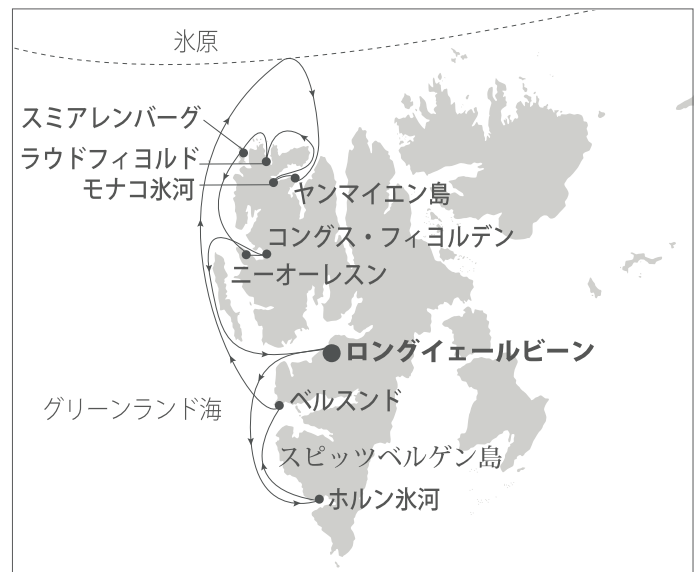 氷原
スミアレンバーグ
ラウドフィヨルド
モナコ氷河
ヤンマイエン島
コングス・フィヨルデン
ニーオーレスン
ロングイェールビーン
ベルスンド
グリーンランド海
スピッツベルゲン島
ホルン氷河